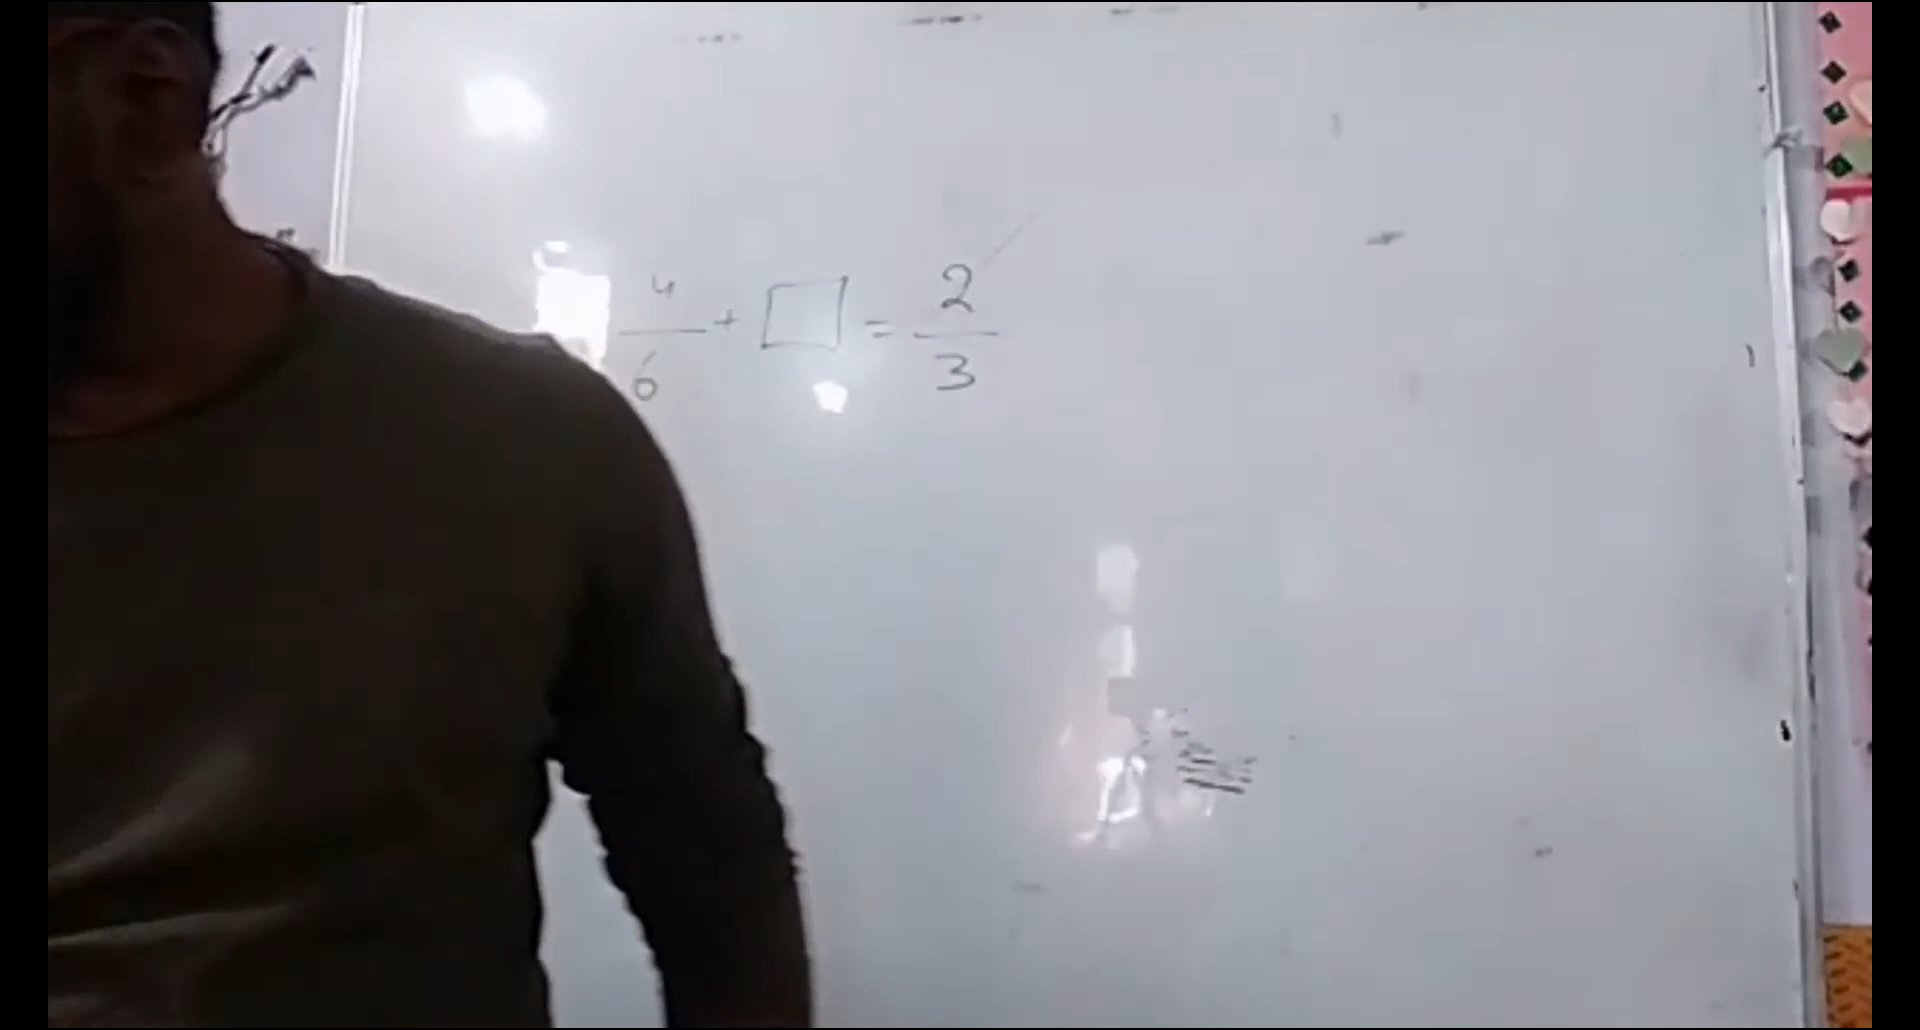 4/6 + □ = 2/3